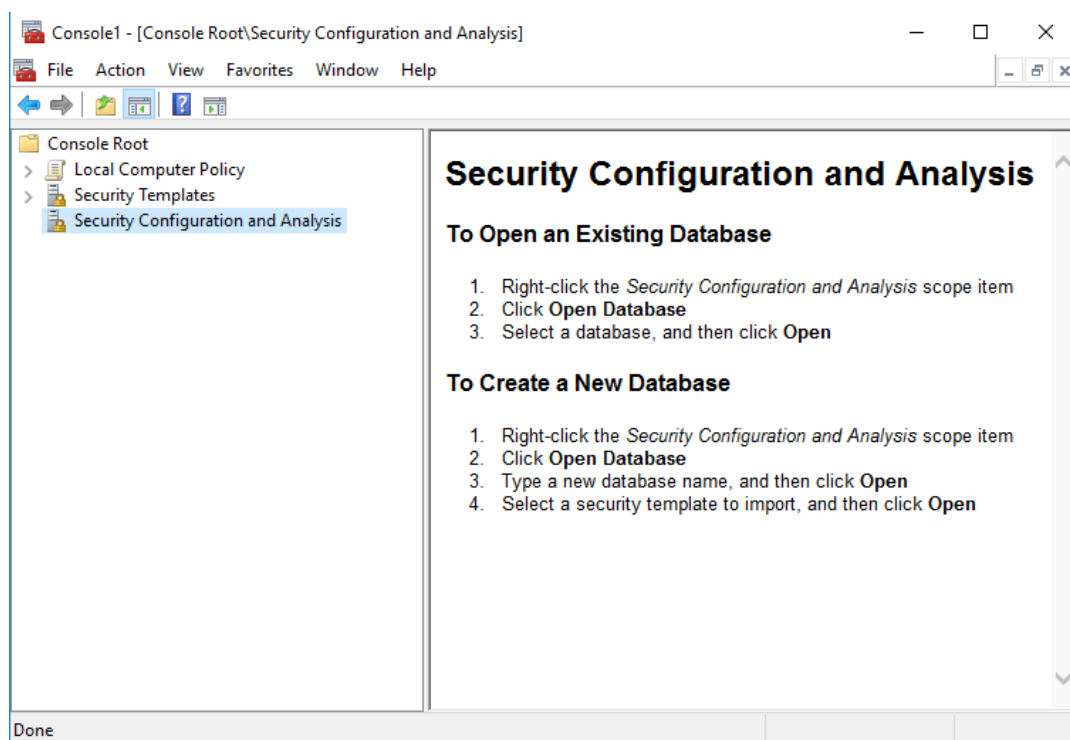 Console1 - [Console Root\Security Configuration and Analysis]
File Action View Favorites Window Help
Console Root
Local Computer Policy
Security Templates
Security Configuration and Analysis
Security Configuration and Analysis
To Open an Existing Database
1. Right-click the Security Configuration and Analysis scope item
2. Click Open Database
3. Select a database, and then click Open
To Create a New Database
1. Right-click the Security Configuration and Analysis scope item
2. Click Open Database
3. Type a new database name, and then click Open
4. Select a security template to import, and then click Open
Done